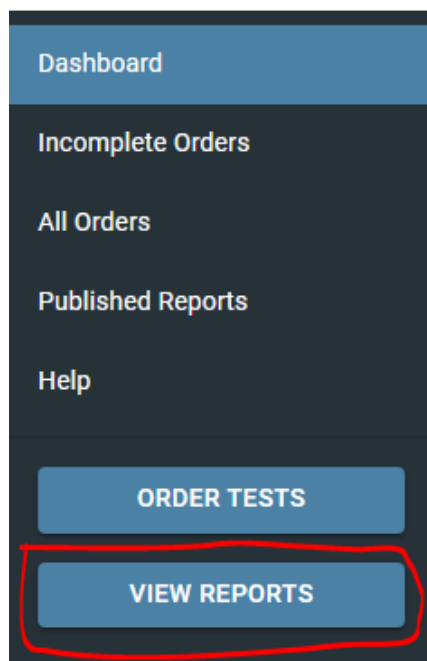 Dashboard
Incomplete Orders
All Orders
Published Reports
Help
ORDER TESTS
VIEW REPORTS